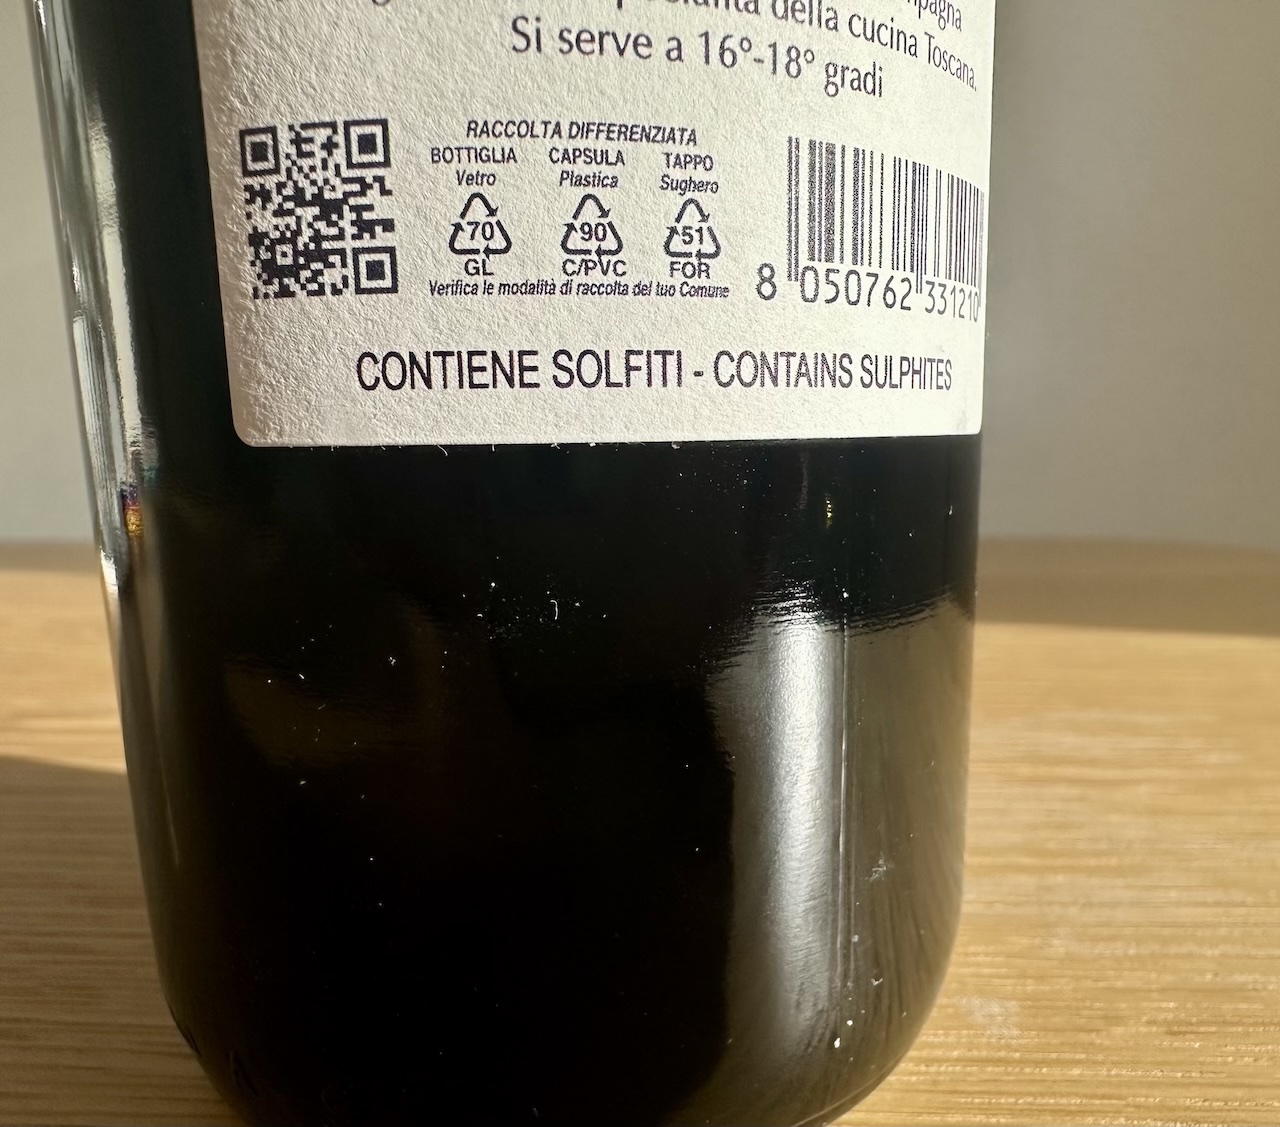 della cucina Toscana.
Si serve a 16°-18° gradi
RACCOLTA DIFFERENZIATA
BOTTIGLIA CAPSULA TAPPO
Vetro Plastica Sughero
70 90 51
GL C/PVC FOR
Verifica le modalità di raccolta del tuo Comune
8 050762 331210
CONTIENE SOLFITI - CONTAINS SULPHITES